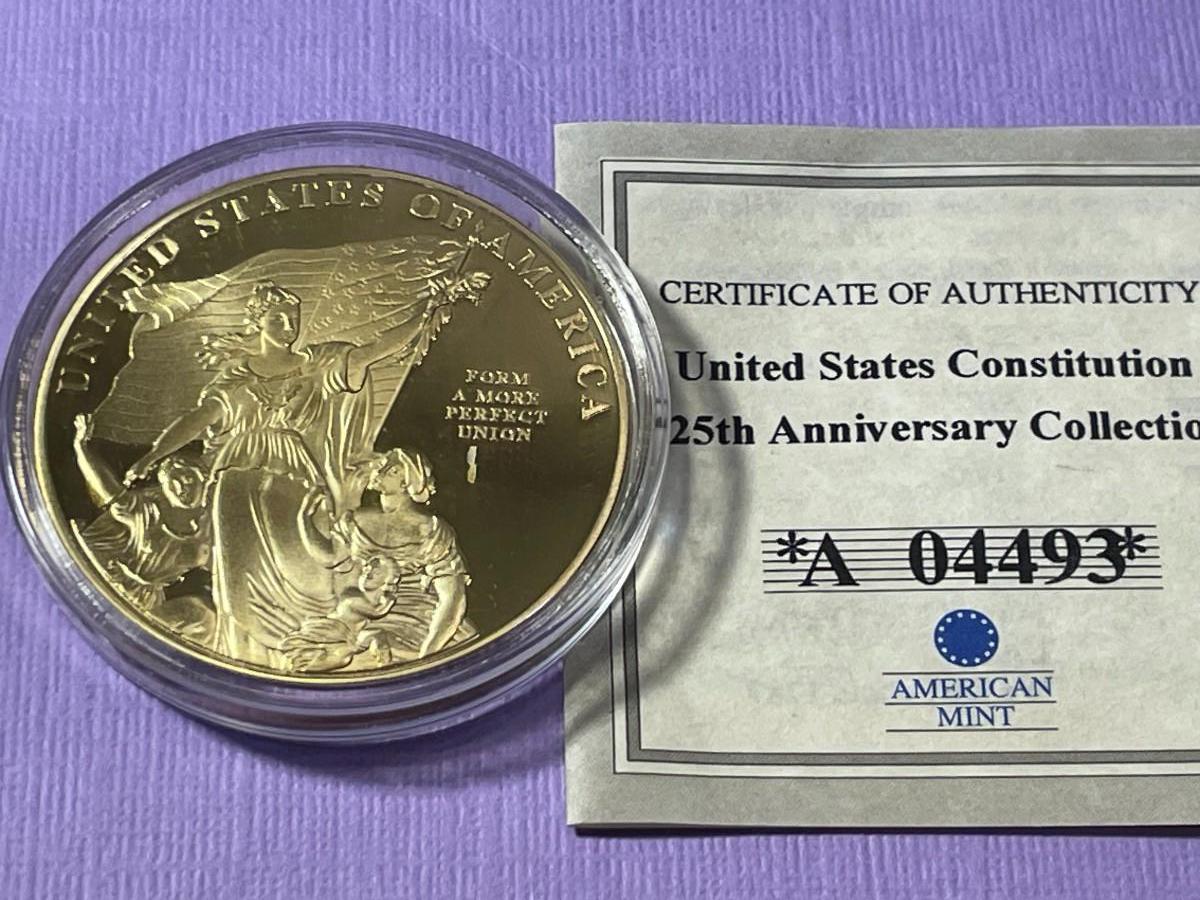 UNITED STATES OF AMERICA
FORM
A MORE
PERFECT
UNION
CERTIFICATE OF AUTHENTICITY
United States Constitution
25th Anniversary Collectio
*A 04493*
AMERICAN
MINT